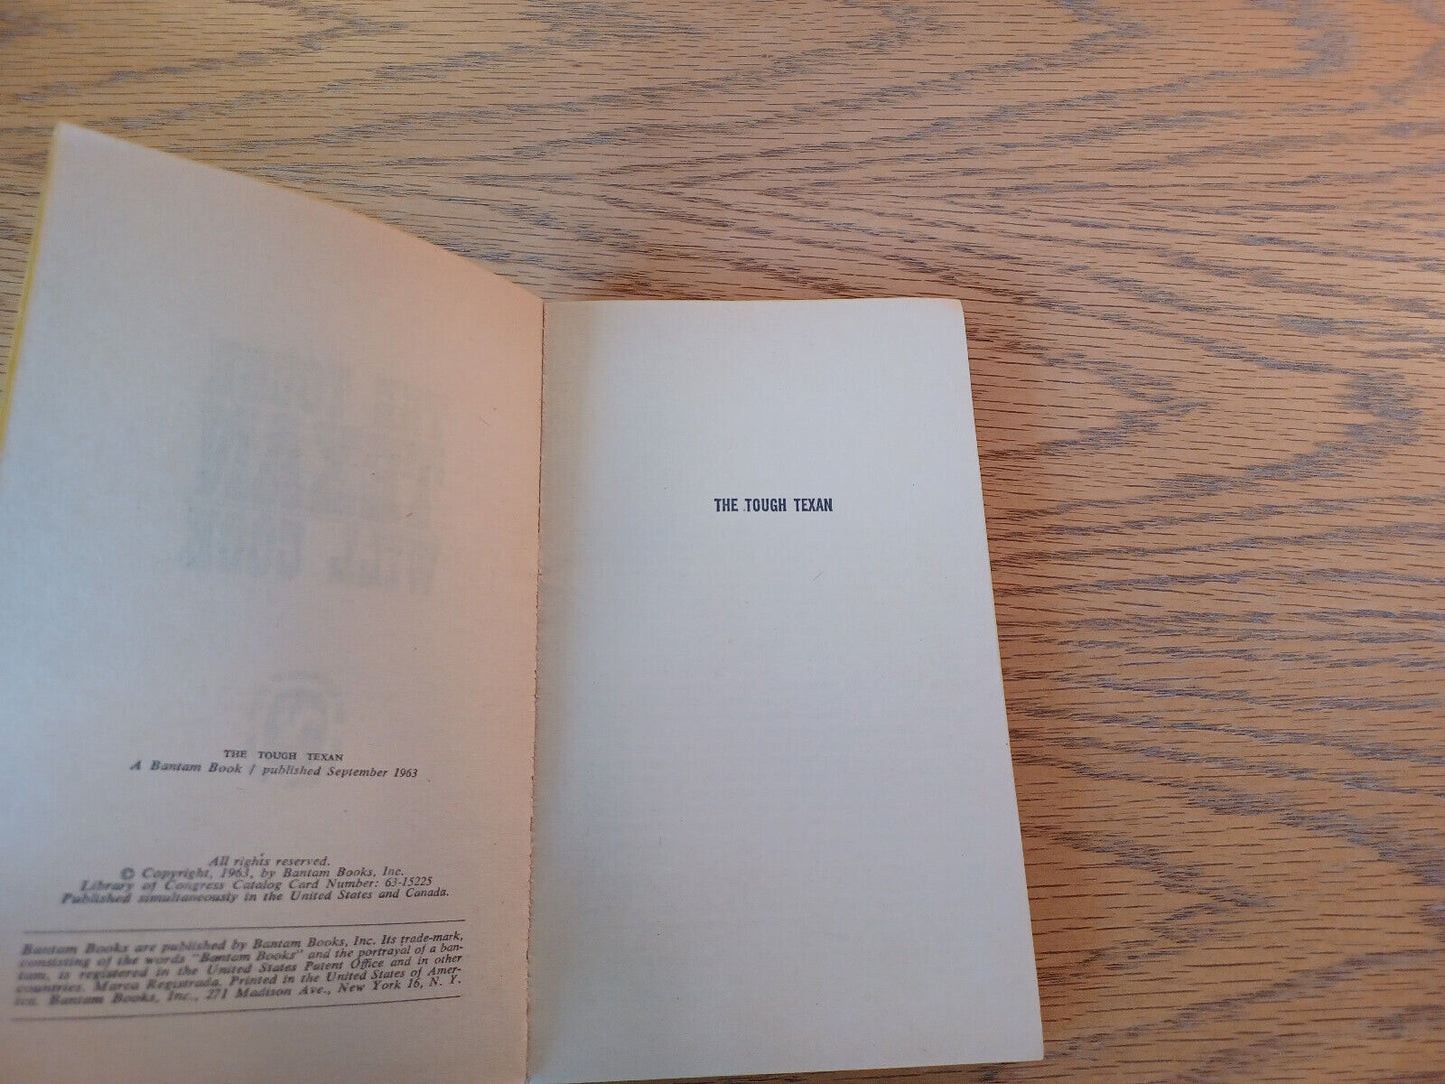 THE TOUGH TEXAN
A Bantam Book / published September 1963
All rights reserved.
© Copyright, 1963, by Bantam Books, Inc.
Library of Congress Catalog Card Number: 63-15225
Published simultaneously in the United States and Canada.
Bantam Books are published by Bantam Books, Inc. Its trade-mark,
consisting of the words "Bantam Books" and the portrayal of a ban-
tam, is registered in the United States Patent Office and in other
countries. Marca Registrada. Printed in the United States of Amer-
ica. Bantam Books, Inc., 271 Madison Ave., New York 16, N. Y.
THE TOUGH TEXAN